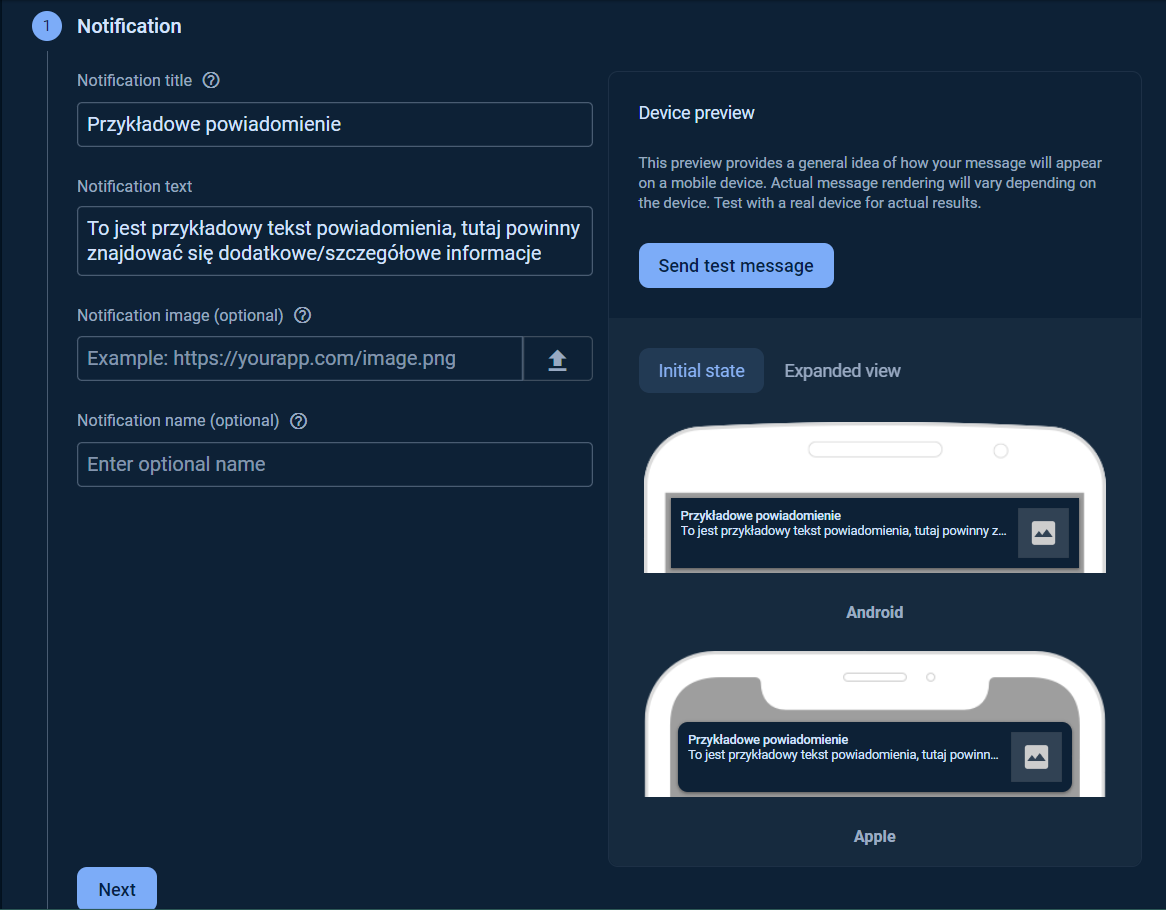 1 Notification
Notification title ?
Przykładowe powiadomienie
Notification text
To jest przykładowy tekst powiadomienia, tutaj powinny
znajdować się dodatkowe/szczegółowe informacje
Notification image (optional) ?
Example: https://yourapp.com/image.png
Notification name (optional) ?
Enter optional name
Next
Device preview
This preview provides a general idea of how your message will appear
on a mobile device. Actual message rendering will vary depending on
the device. Test with a real device for actual results.
Send test message
Initial state Expanded view
Przykładowe powiadomienie
To jest przykładowy tekst powiadomienia, tutaj powinny z...
Android
Przykładowe powiadomienie
To jest przykładowy tekst powiadomienia, tutaj powinn...
Apple